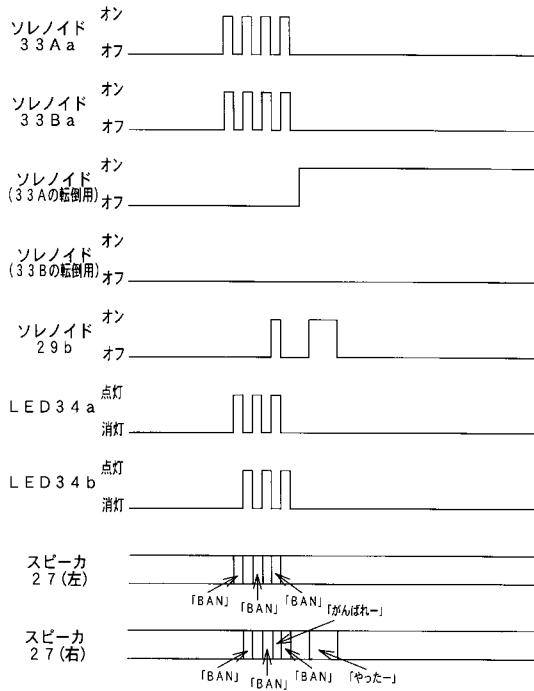 ソレノイド
33Aa
オン
オフ
ソレノイド
33Ba
オン
オフ
ソレノイド
(33Aの転倒用)
オン
オフ
ソレノイド
(33Bの転倒用)
オン
オフ
ソレノイド
29b
オン
オフ
LED34a
点灯
消灯
LED34b
点灯
消灯
スピーカ
27(左)
「BAN」 「BAN」 「BAN」
「がんばれー」
スピーカ
27(右)
「BAN」 「BAN」 「BAN」 「やったー」